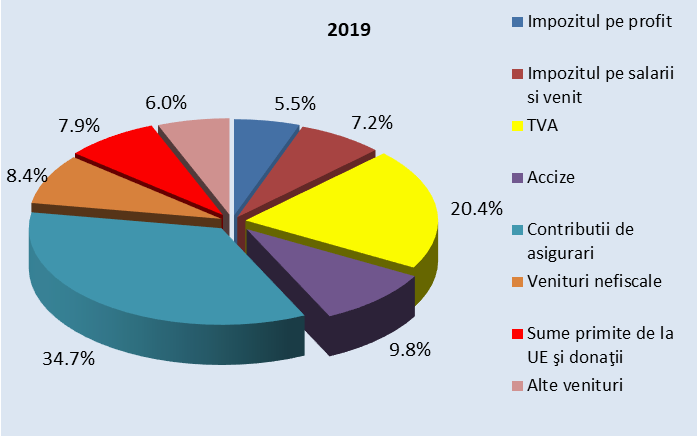 2019
5.5%
7.2%
20.4%
9.8%
34.7%
8.4%
7.9%
6.0%
Impozitul pe profit
Impozitul pe salarii
si venit
TVA
Accize
Contributii de
asigurari
Venituri nefiscale
Sume primite de la
UE şi donaţii
Alte venituri